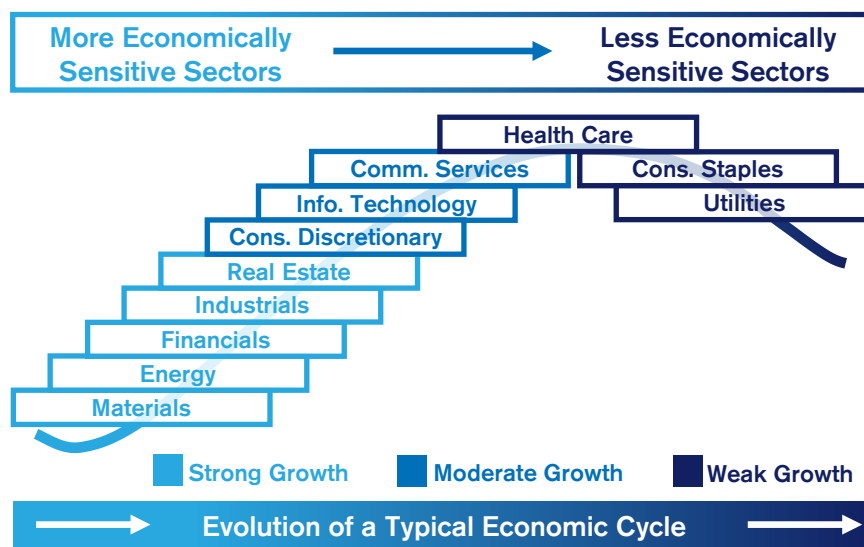 More Economically
Sensitive Sectors
Less Economically
Sensitive Sectors
Health Care
Comm. Services
Cons. Staples
Info. Technology
Utilities
Cons. Discretionary
Real Estate
Industrials
Financials
Energy
Materials
Strong Growth
Moderate Growth
Weak Growth
Evolution of a Typical Economic Cycle